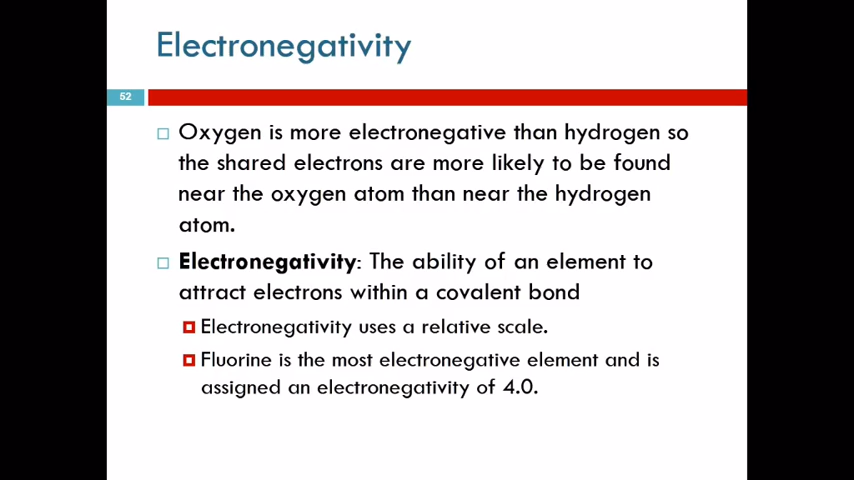 Electronegativity
52
Oxygen is more electronegative than hydrogen so
the shared electrons are more likely to be found
near the oxygen atom than near the hydrogen
atom.
Electronegativity: The ability of an element to
attract electrons within a covalent bond
Electronegativity uses a relative scale.
Fluorine is the most electronegative element and is
assigned an electronegativity of 4.0.